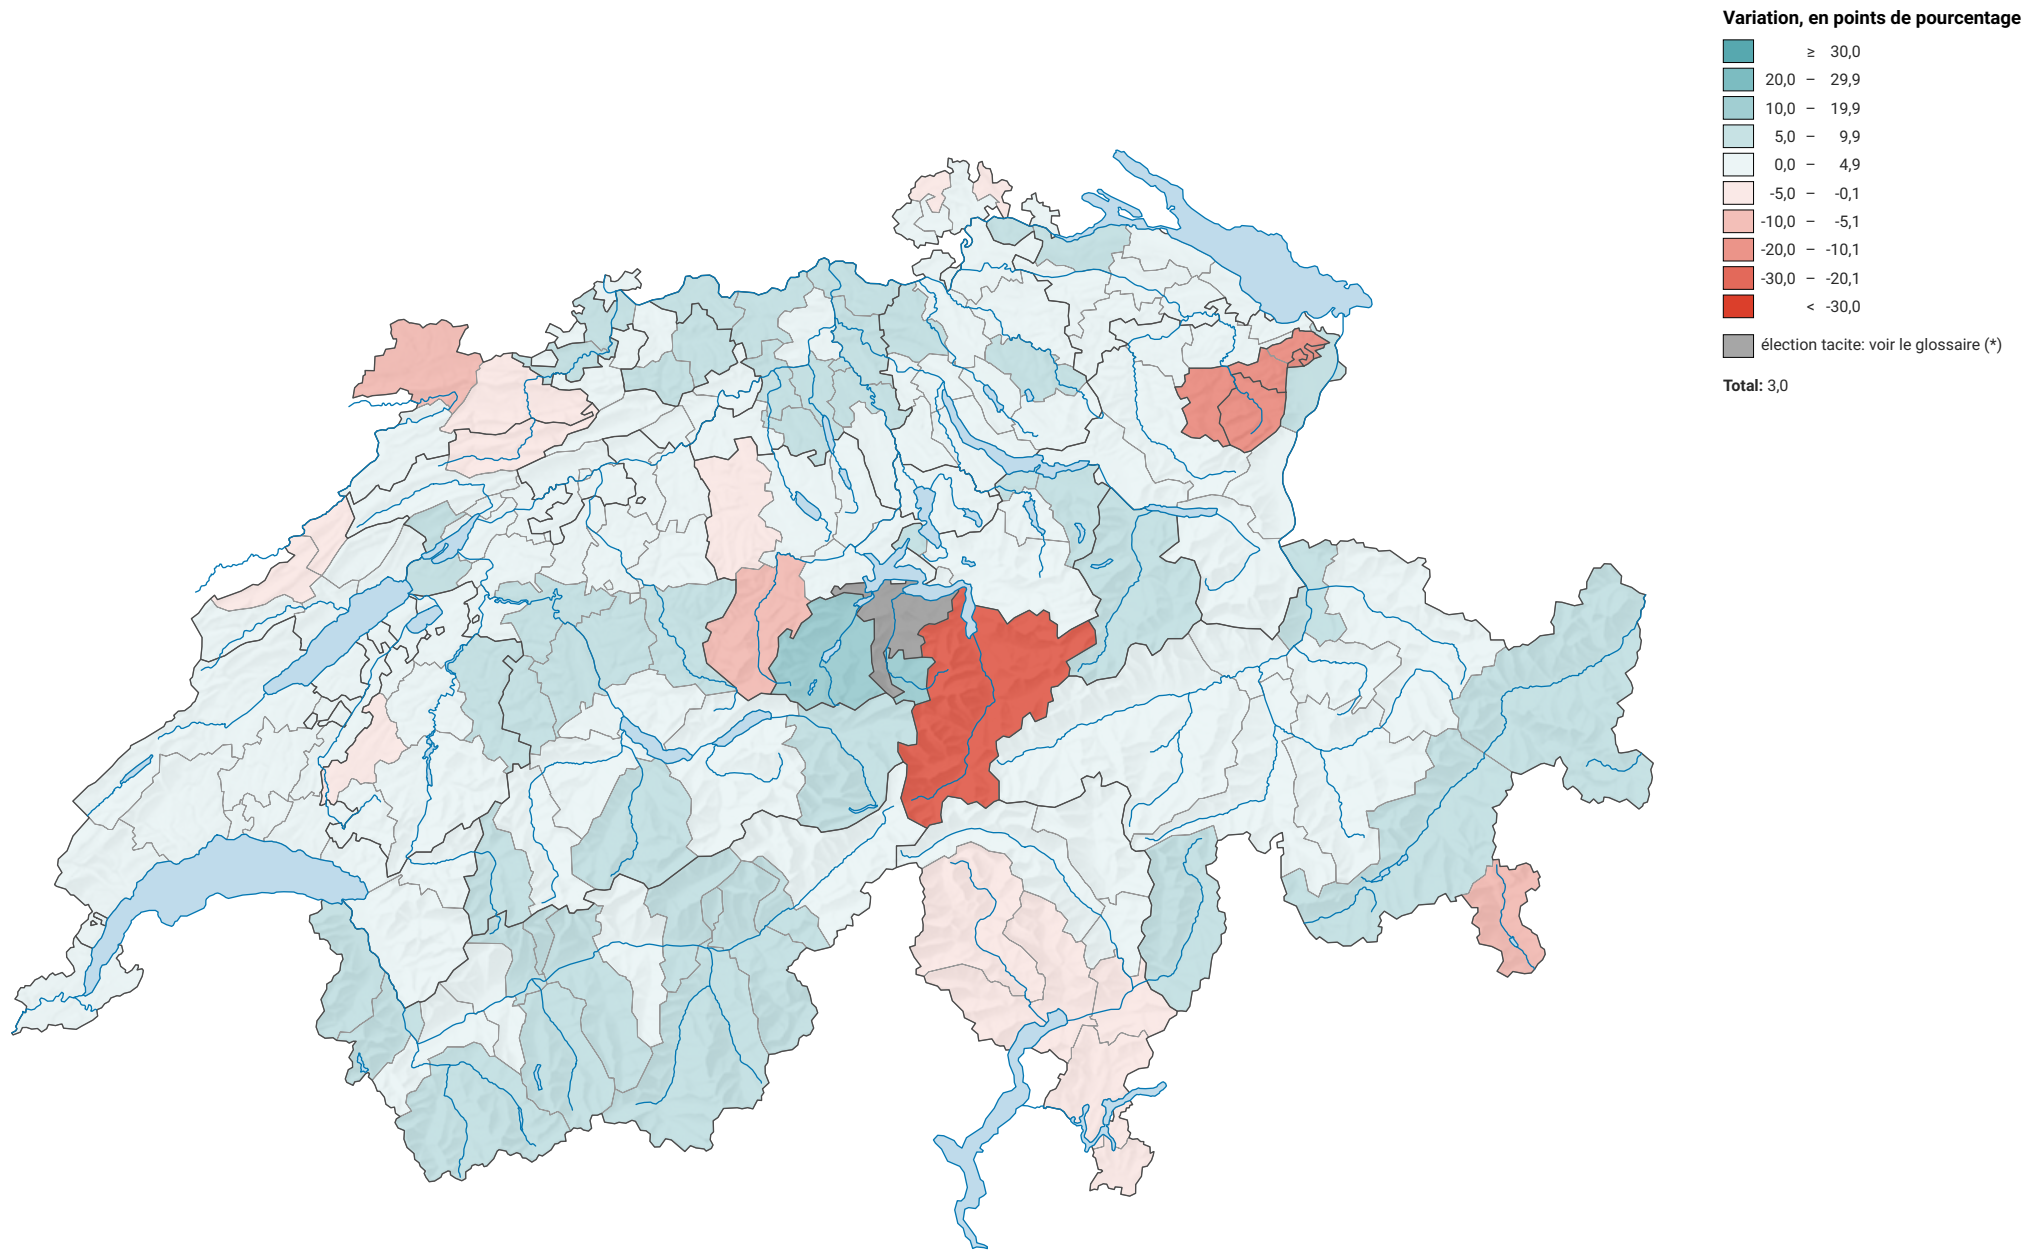 Variation, en points de pourcentage
≥ 30,0
20,0 – 29,9
10,0 – 19,9
5,0 – 9,9
0,0 – 4,9
-5,0 – -0,1
-10,0 – -5,1
-20,0 – -10,1
-30,0 – -20,1
< -30,0
élection tacite: voir le glossaire (*)
Total: 3,0